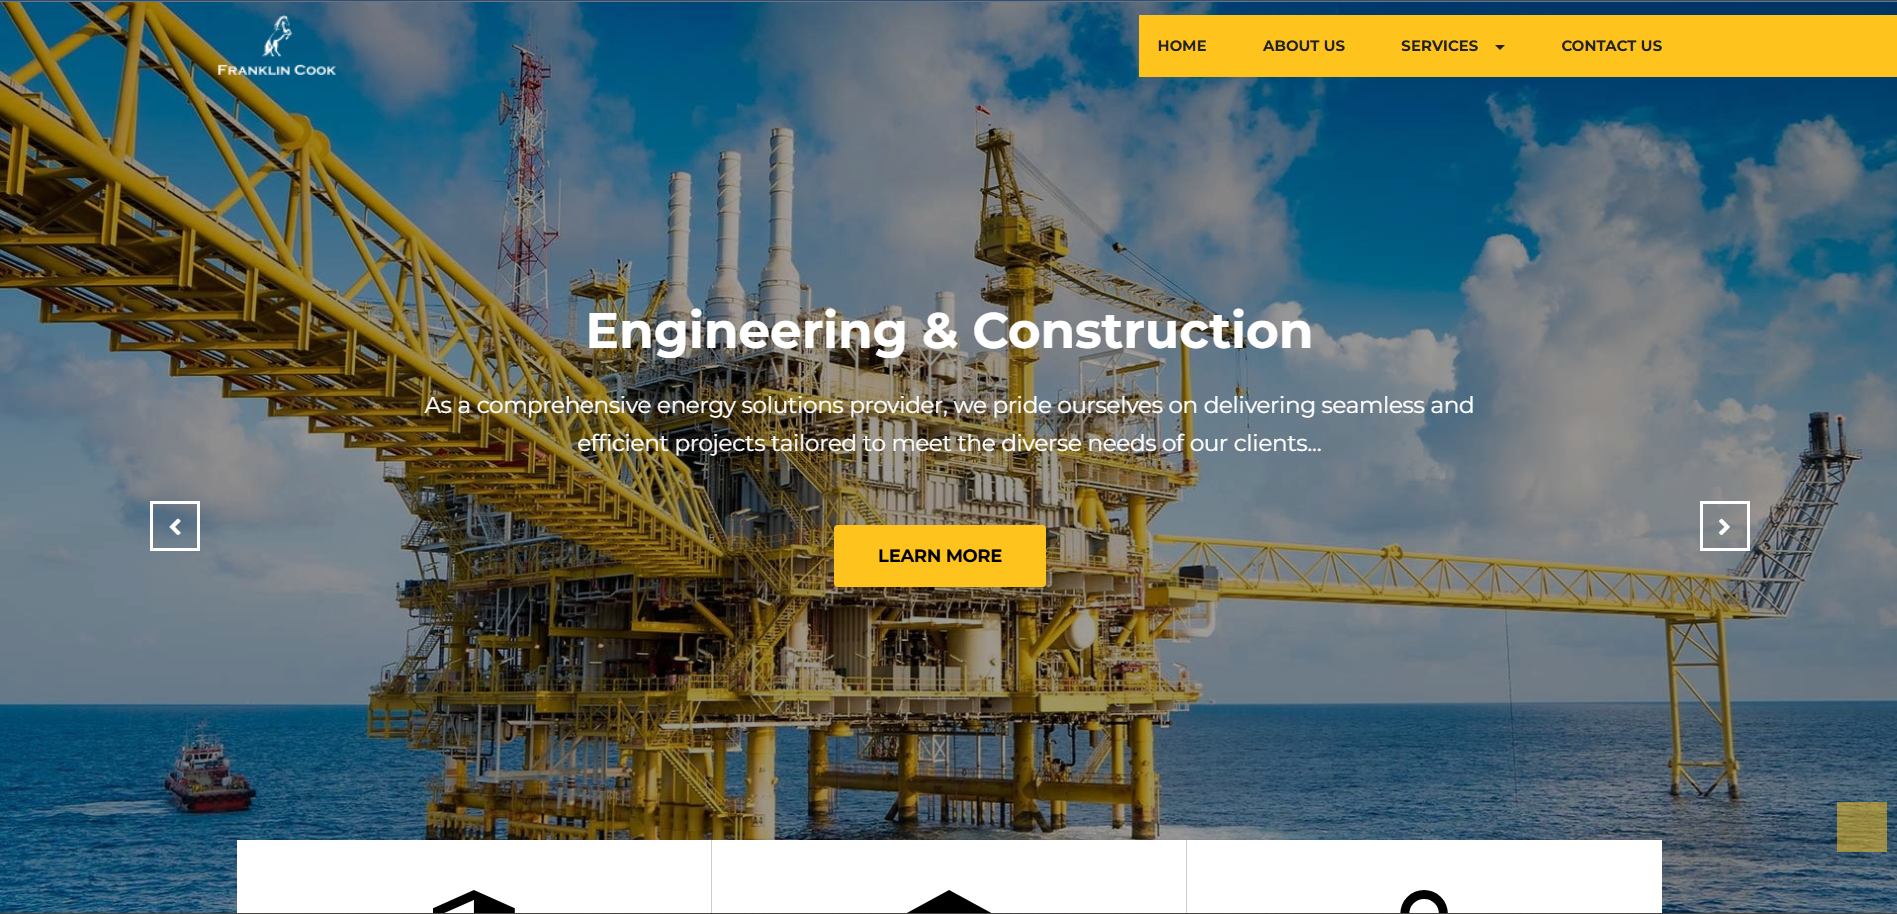 Franklin Cook
HOME ABOUT US SERVICES CONTACT US
Engineering & Construction
As a comprehensive energy solutions provider, we pride ourselves on delivering seamless and
efficient projects tailored to meet the diverse needs of our clients...
LEARN MORE
A4